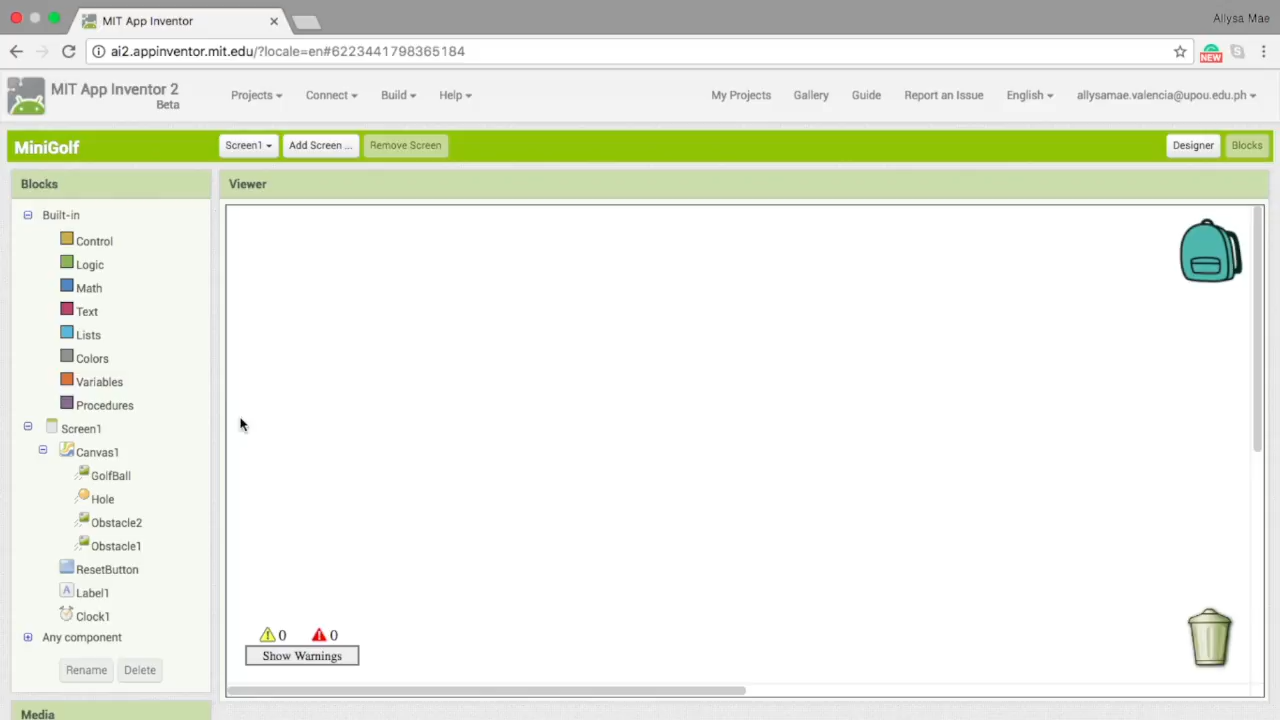 MIT App Inventor
Allysa Mae
ai2.appinventor.mit.edu/?locale=en#6223441798365184
NEW
MIT App Inventor 2
Beta
Projects Connect Build Help My Projects Gallery Guide Report an Issue English allysamae.valencia@upou.edu.ph
MiniGolf Screen1 Add Screen ... Remove Screen Designer Blocks
Blocks Viewer
Built-in
Control
Logic
Math
Text
Lists
Colors
Variables
Procedures
Screen1
Canvas1
GolfBall
Hole
Obstacle2
Obstacle1
ResetButton
A Label1
Clock1
Any component
Rename Delete
0 0
Show Warnings
Media